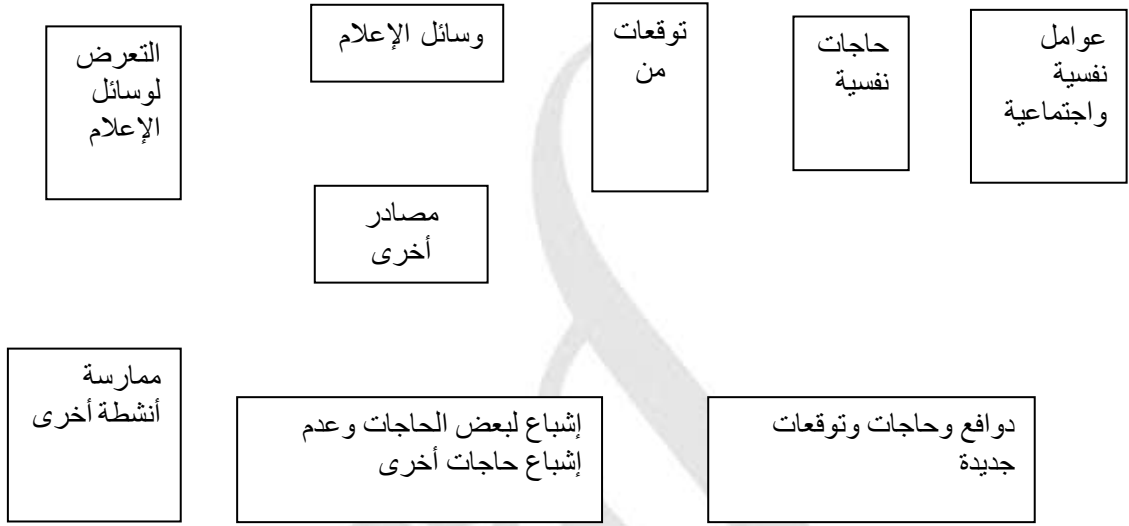 عوامل
نفسية
واجتماعية
حاجات
نفسية
توقعات
من
وسائل الإعلام
مصادر
أخرى
التعرض
لوسائل
الإعلام
ممارسة
أنشطة أخرى
إشباع لبعض الحاجات وعدم
إشباع حاجات أخرى
دوافع وحاجات وتوقعات
جديدة